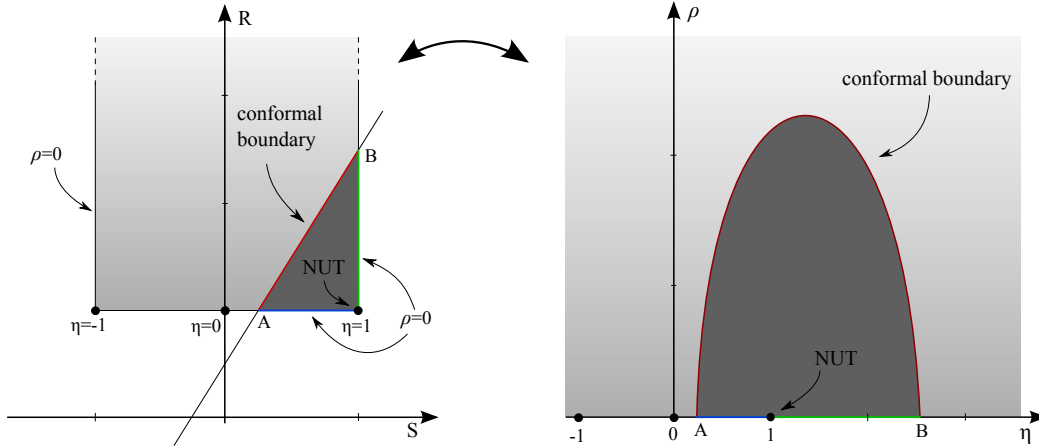 R
conformal
boundary
ρ=0
B
NUT
A
η=-1
η=0
η=1
ρ=0
S
ρ
conformal boundary
NUT
-1
0
A
1
B
η